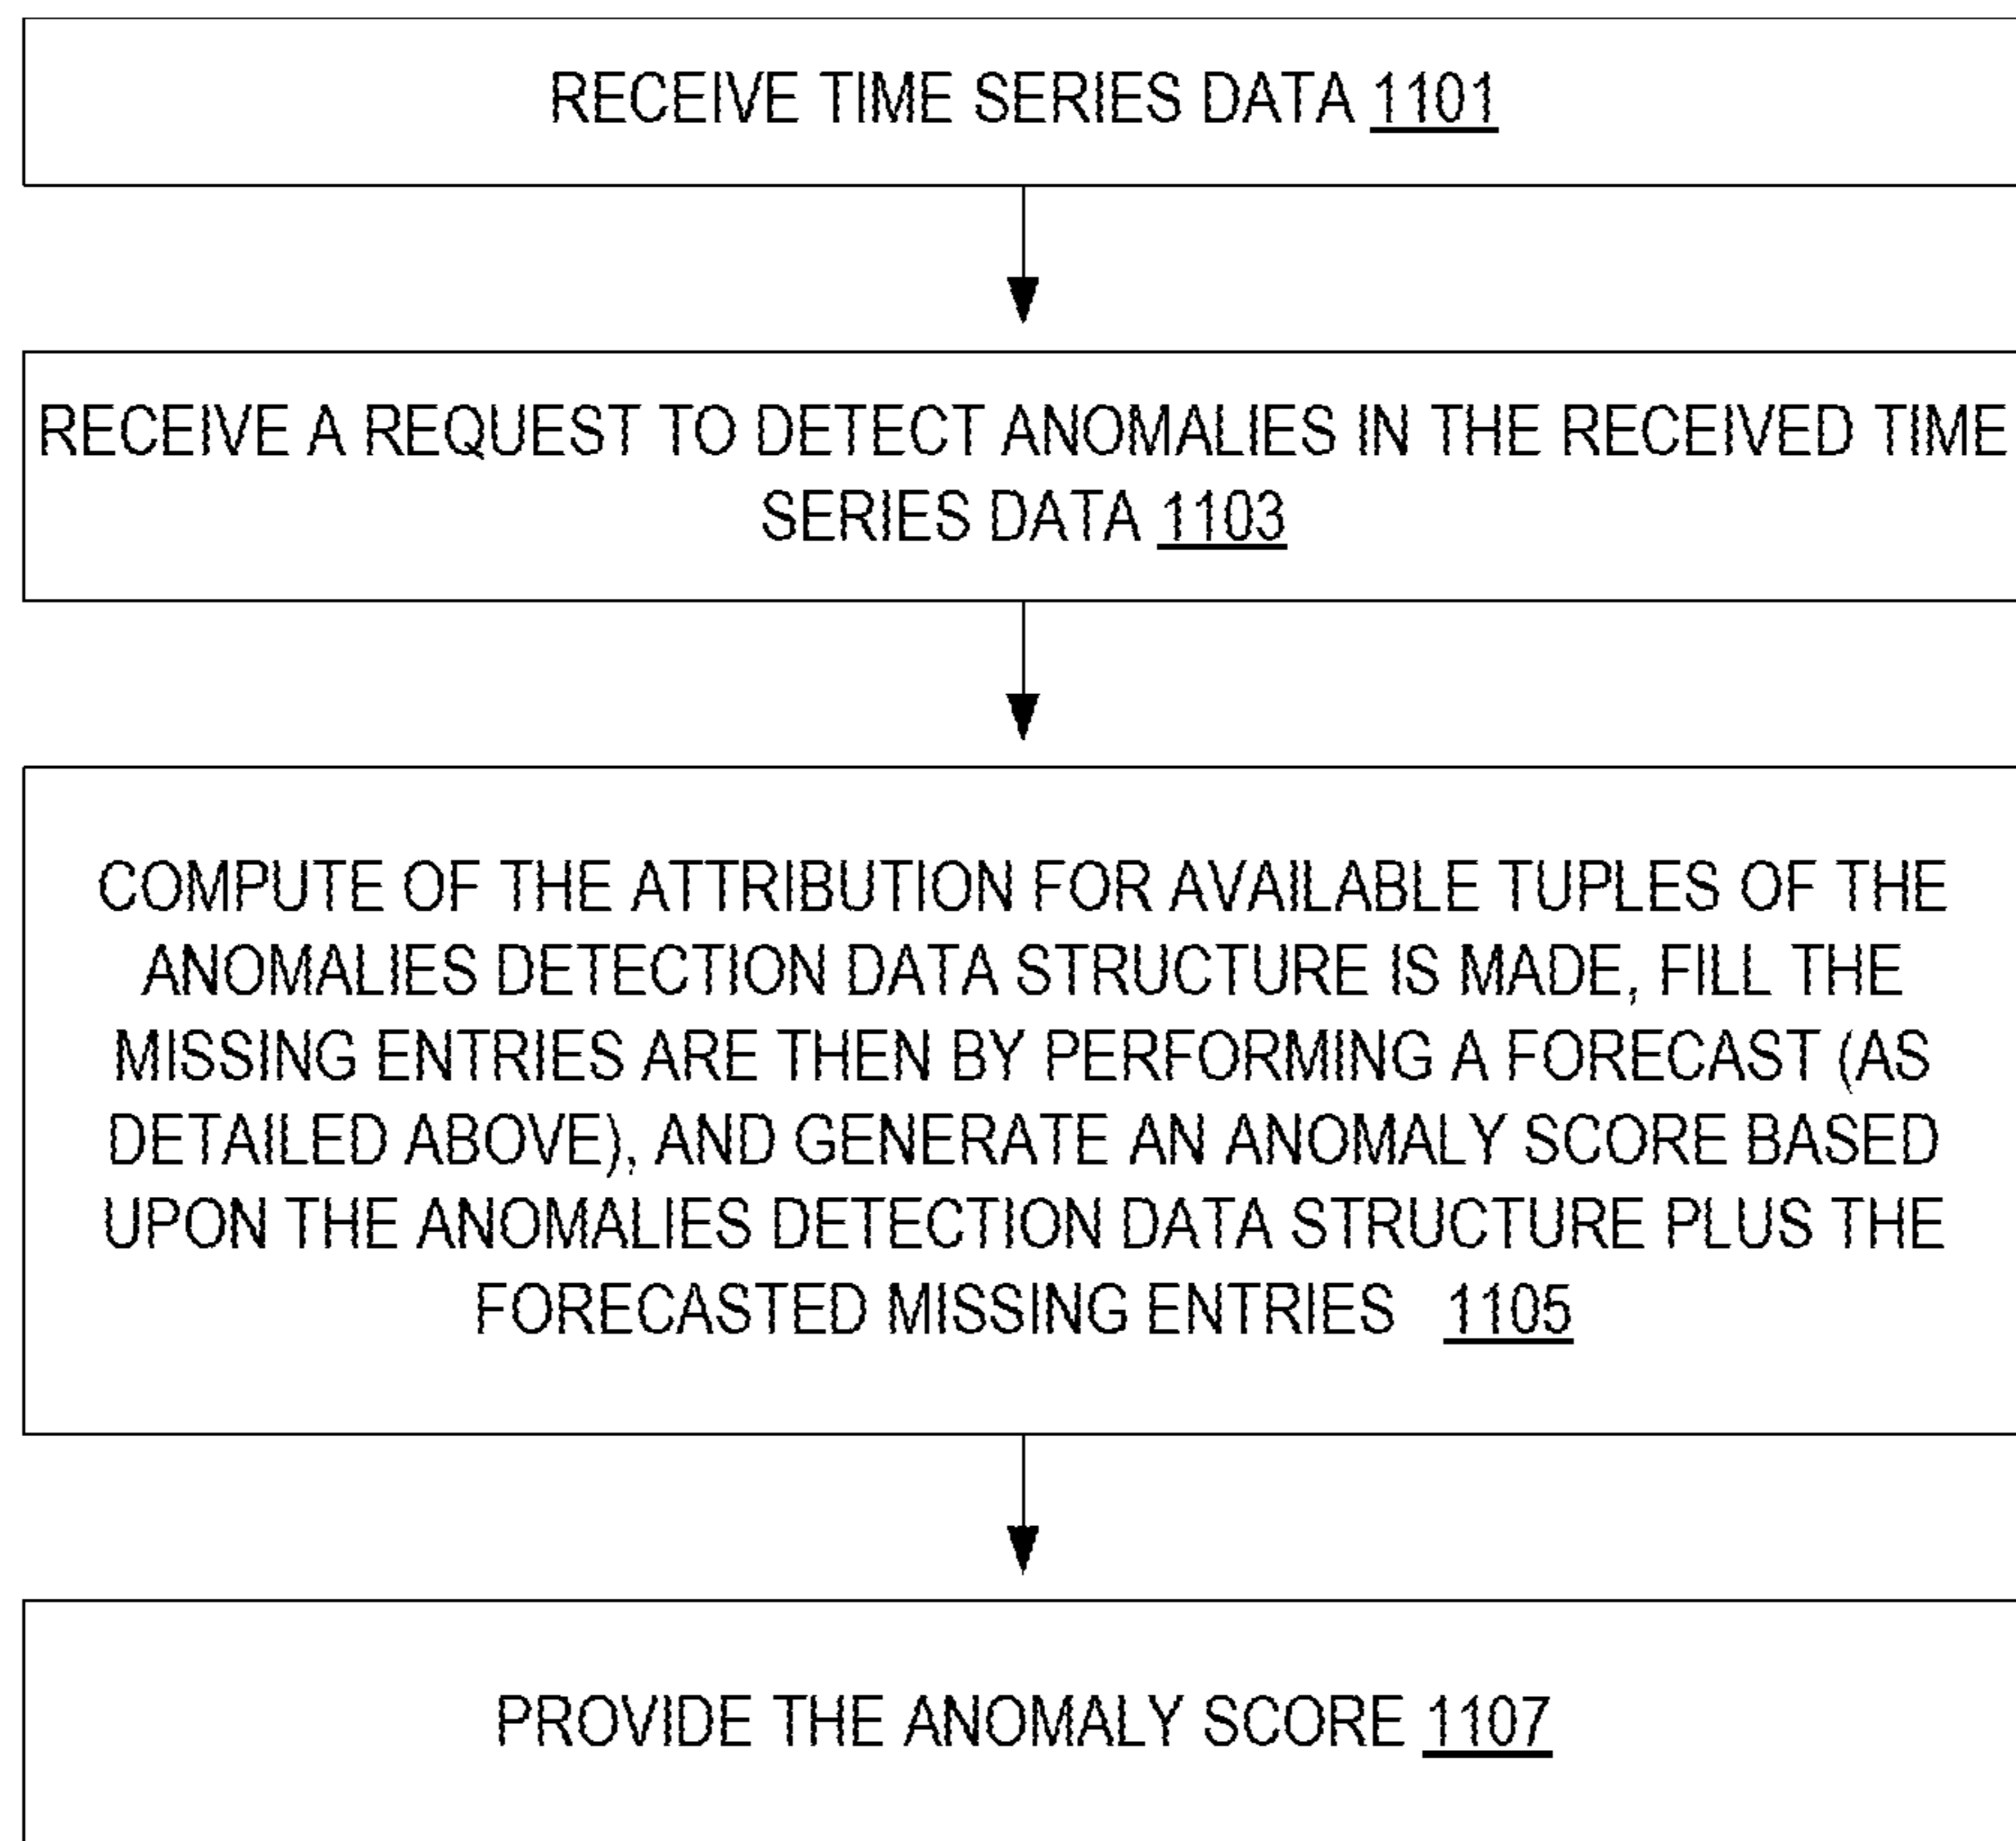 RECEIVE TIME SERIES DATA 1101
RECEIVE A REQUEST TO DETECT ANOMALIES IN THE RECEIVED TIME
SERIES DATA 1103
COMPUTE OF THE ATTRIBUTION FOR AVAILABLE TUPLES OF THE
ANOMALIES DETECTION DATA STRUCTURE IS MADE, FILL THE
MISSING ENTRIES ARE THEN BY PERFORMING A FORECAST (AS
DETAILED ABOVE), AND GENERATE AN ANOMALY SCORE BASED
UPON THE ANOMALIES DETECTION DATA STRUCTURE PLUS THE
FORECASTED MISSING ENTRIES 1105
PROVIDE THE ANOMALY SCORE 1107